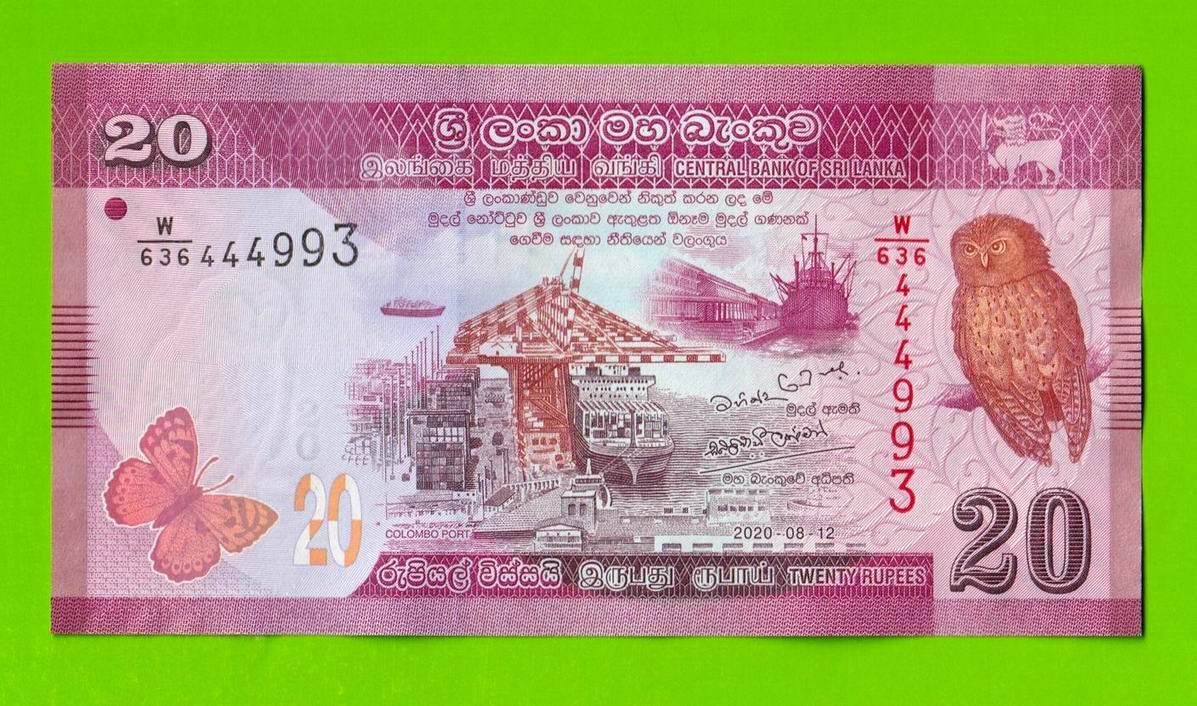 20
ශ්‍රී ලංකා මහ බැංකුව
இலங்கை மத்திய வங்கி CENTRAL BANK OF SRI LANKA
ශ්‍රී ලංකාණ්ඩුව වෙනුවෙන් නිකුත් කරන ලද මේ
මුදල් නෝට්ටුව ශ්‍රී ලංකාව ඇතුළත ඕනෑම මුදල් ගණනක්
ගෙවීම සඳහා නීතියෙන් වලංගුය
W/636 444993
W/636 444993
මුදල් ඇමති
මහ බැංකුවේ අධිපති
20
20
COLOMBO PORT
2020-08-12
රුපියල් විස්සයි இருபது ரூபாய் TWENTY RUPEES
20